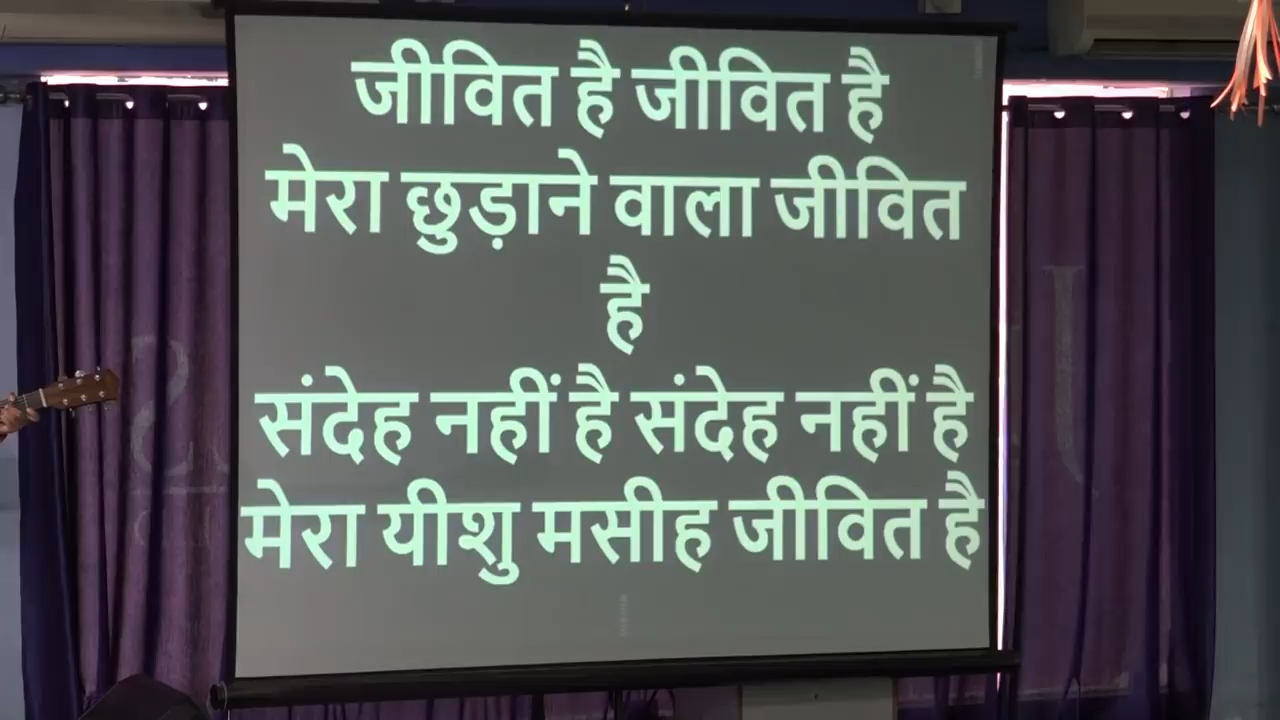 जीवित है जीवित है
मेरा छुड़ाने वाला जीवित
है
संदेह नहीं है संदेह नहीं है
मेरा यीशु मसीह जीवित है